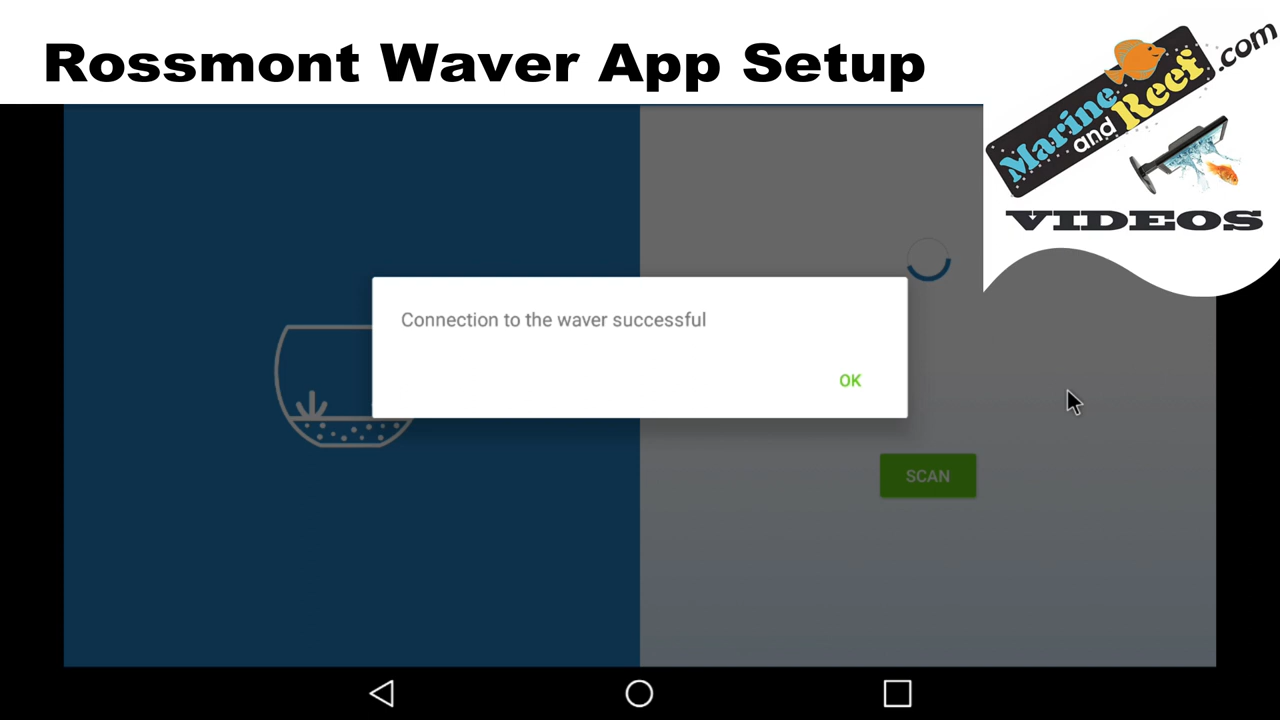 Rossmont Waver App Setup
Marine and Reef .com
VIDEOS
Connection to the waver successful
OK
SCAN